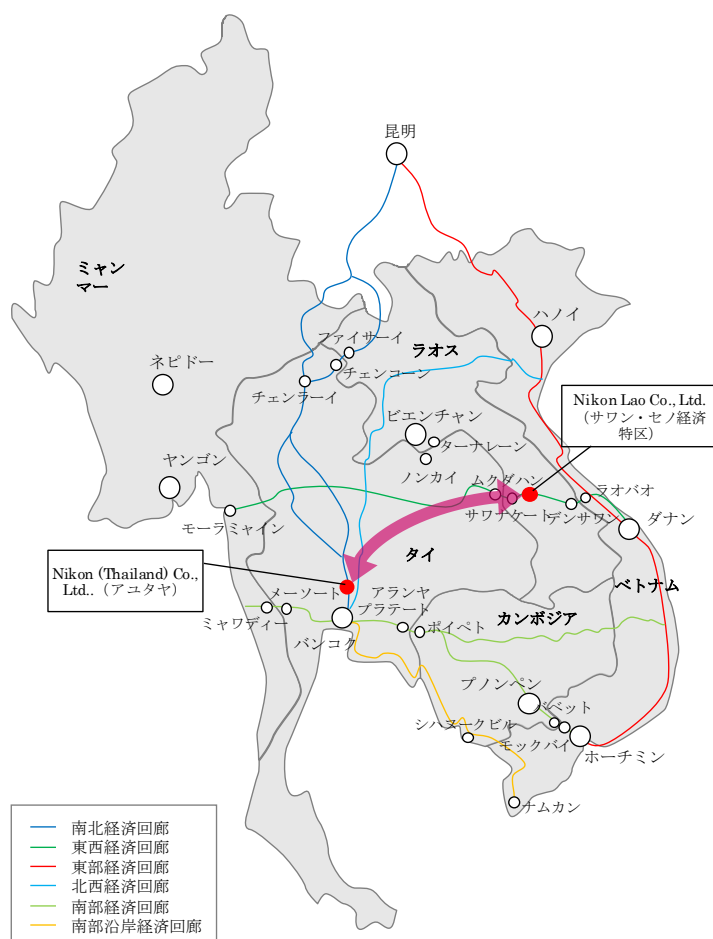 昆明
ミャン
マー
ハノイ
ファイサーイ
ラオス
ネピドー
チェンコーン
チェンラーイ
Nikon Lao Co., Ltd.
（サワン・セノ経済
特区）
ビエンチャン
ターナレーン
ノンカイ
ヤンゴン
ムクダハン
ラオバオ
サワナケート
デンサワン
ダナン
モーラミャイン
タイ
Nikon (Thailand) Co.,
Ltd..（アユタヤ）
メーソート
アランヤ
プラテート
ベトナム
カンボジア
ミャワディー
ポイペト
バンコク
プノンペン
バベット
シハヌークビル
モックバイ
ホーチミン
ナムカン
南北経済回廊
東西経済回廊
東部経済回廊
北西経済回廊
南部経済回廊
南部沿岸経済回廊